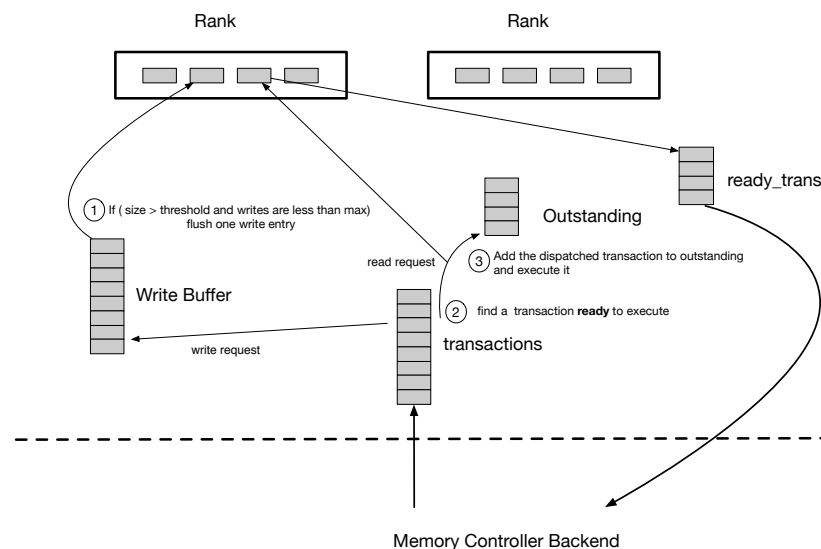 Rank
Rank
ready_trans
1
If ( size > threshold and writes are less than max)
flush one write entry
Outstanding
3
Add the dispatched transaction to outstanding
and execute it
read request
Write Buffer
2
find a transaction ready to execute
transactions
write request
Memory Controller Backend